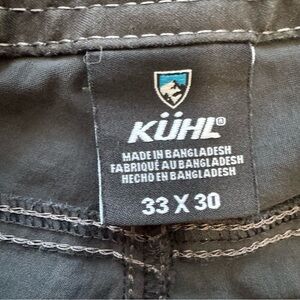 KÜHL®
MADE IN BANGLADESH
FABRIQUÉ AU BANGLADESH
HECHO EN BANGLADESH
33 X 30